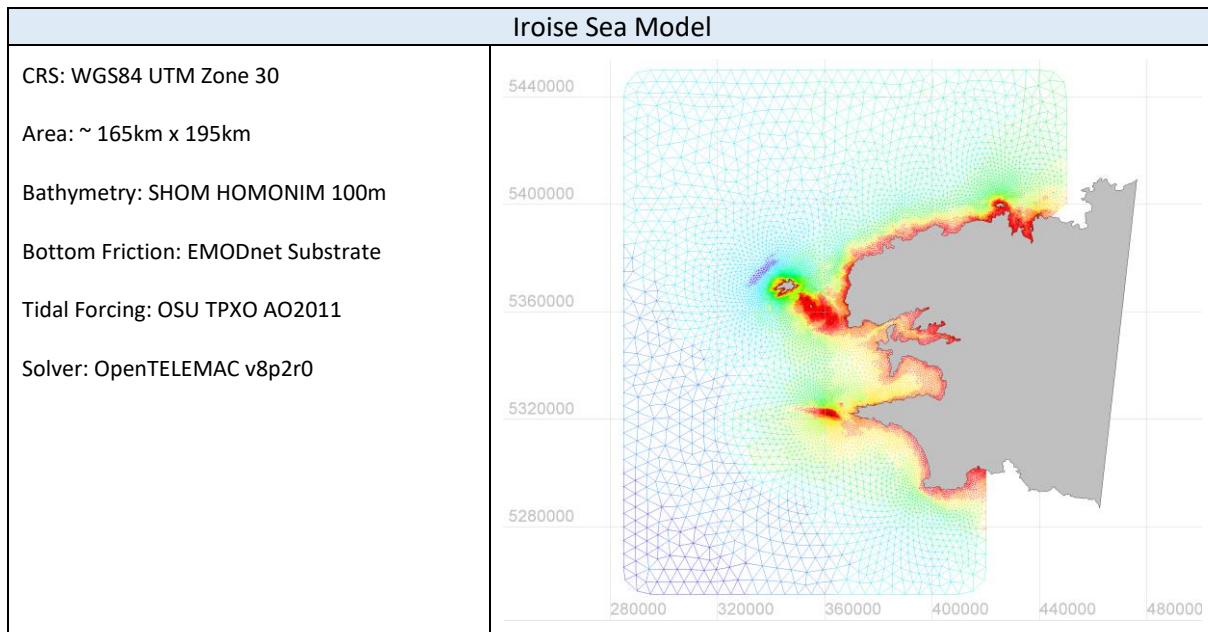 Iroise Sea Model
CRS: WGS84 UTM Zone 30
Area: ~ 165km x 195km
Bathymetry: SHOM HOMONIM 100m
Bottom Friction: EMODnet Substrate
Tidal Forcing: OSU TPXO AO2011
Solver: OpenTELEMAC v8p2r0
5440000
5400000
5360000
5320000
5280000
280000 320000 360000 400000 440000 480000